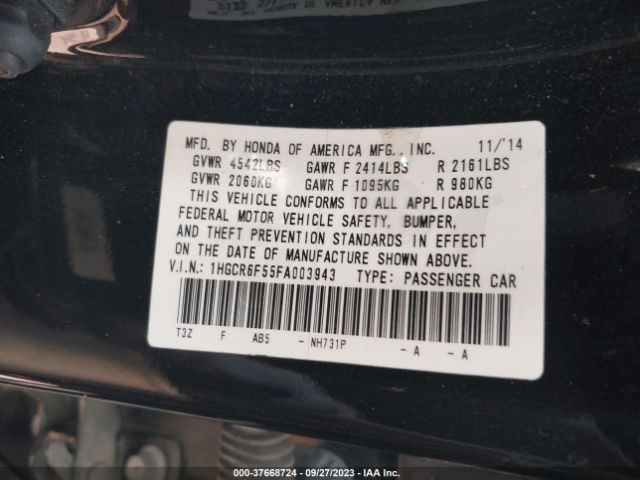 MFD. BY HONDA OF AMERICA MFG., INC. 11/'14
GVWR 4542LBS GAWR F 2414LBS R 2161LBS
GVWR 2060KG GAWR F 1095KG R 980KG
THIS VEHICLE CONFORMS TO ALL APPLICABLE
FEDERAL MOTOR VEHICLE SAFETY, BUMPER,
AND THEFT PREVENTION STANDARDS IN EFFECT
ON THE DATE OF MANUFACTURE SHOWN ABOVE.
V.I.N.: 1HGCR6F55FA003943 TYPE: PASSENGER CAR
T3Z F AB5 - NH731P - A - A
000-37668724 | 09/27/2023 | IAA Inc.